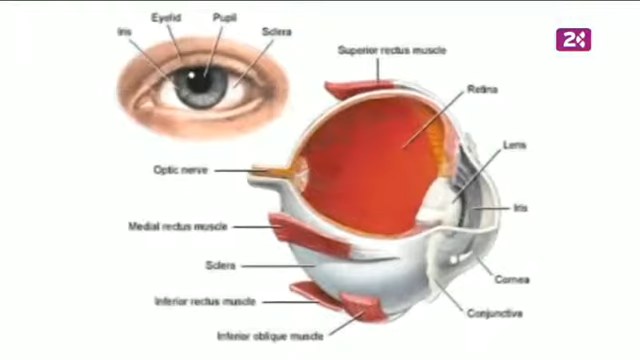 Eyelid
Pupil
Iris
Sclera
24
Superior rectus muscle
Retina
Lens
Optic nerve
Iris
Medial rectus muscle
Sclera
Cornea
Inferior rectus muscle
Conjunctiva
Inferior oblique muscle